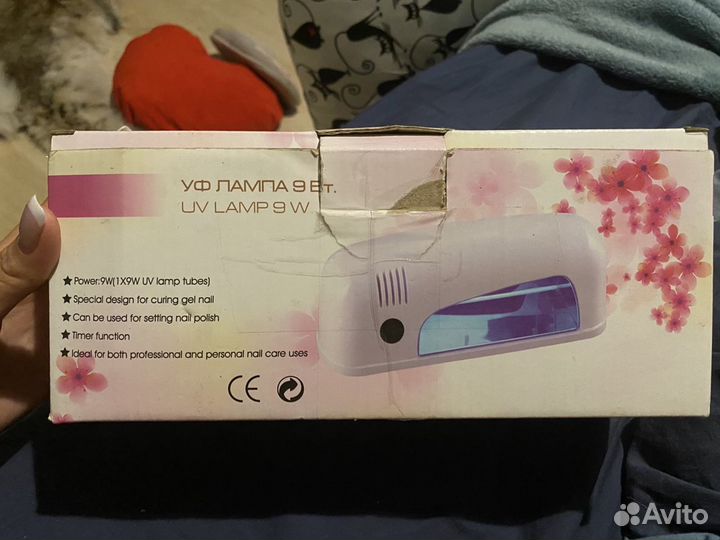 УФ ЛАМПА 9 Вт.
UV LAMP 9 W
★ Power:9W(1X9W UV lamp tubes)
★ Special design for curing gel nail
★ Can be used for setting nail polish
★ Timer function
★ Ideal for both professional and personal nail care uses
CE
Avito